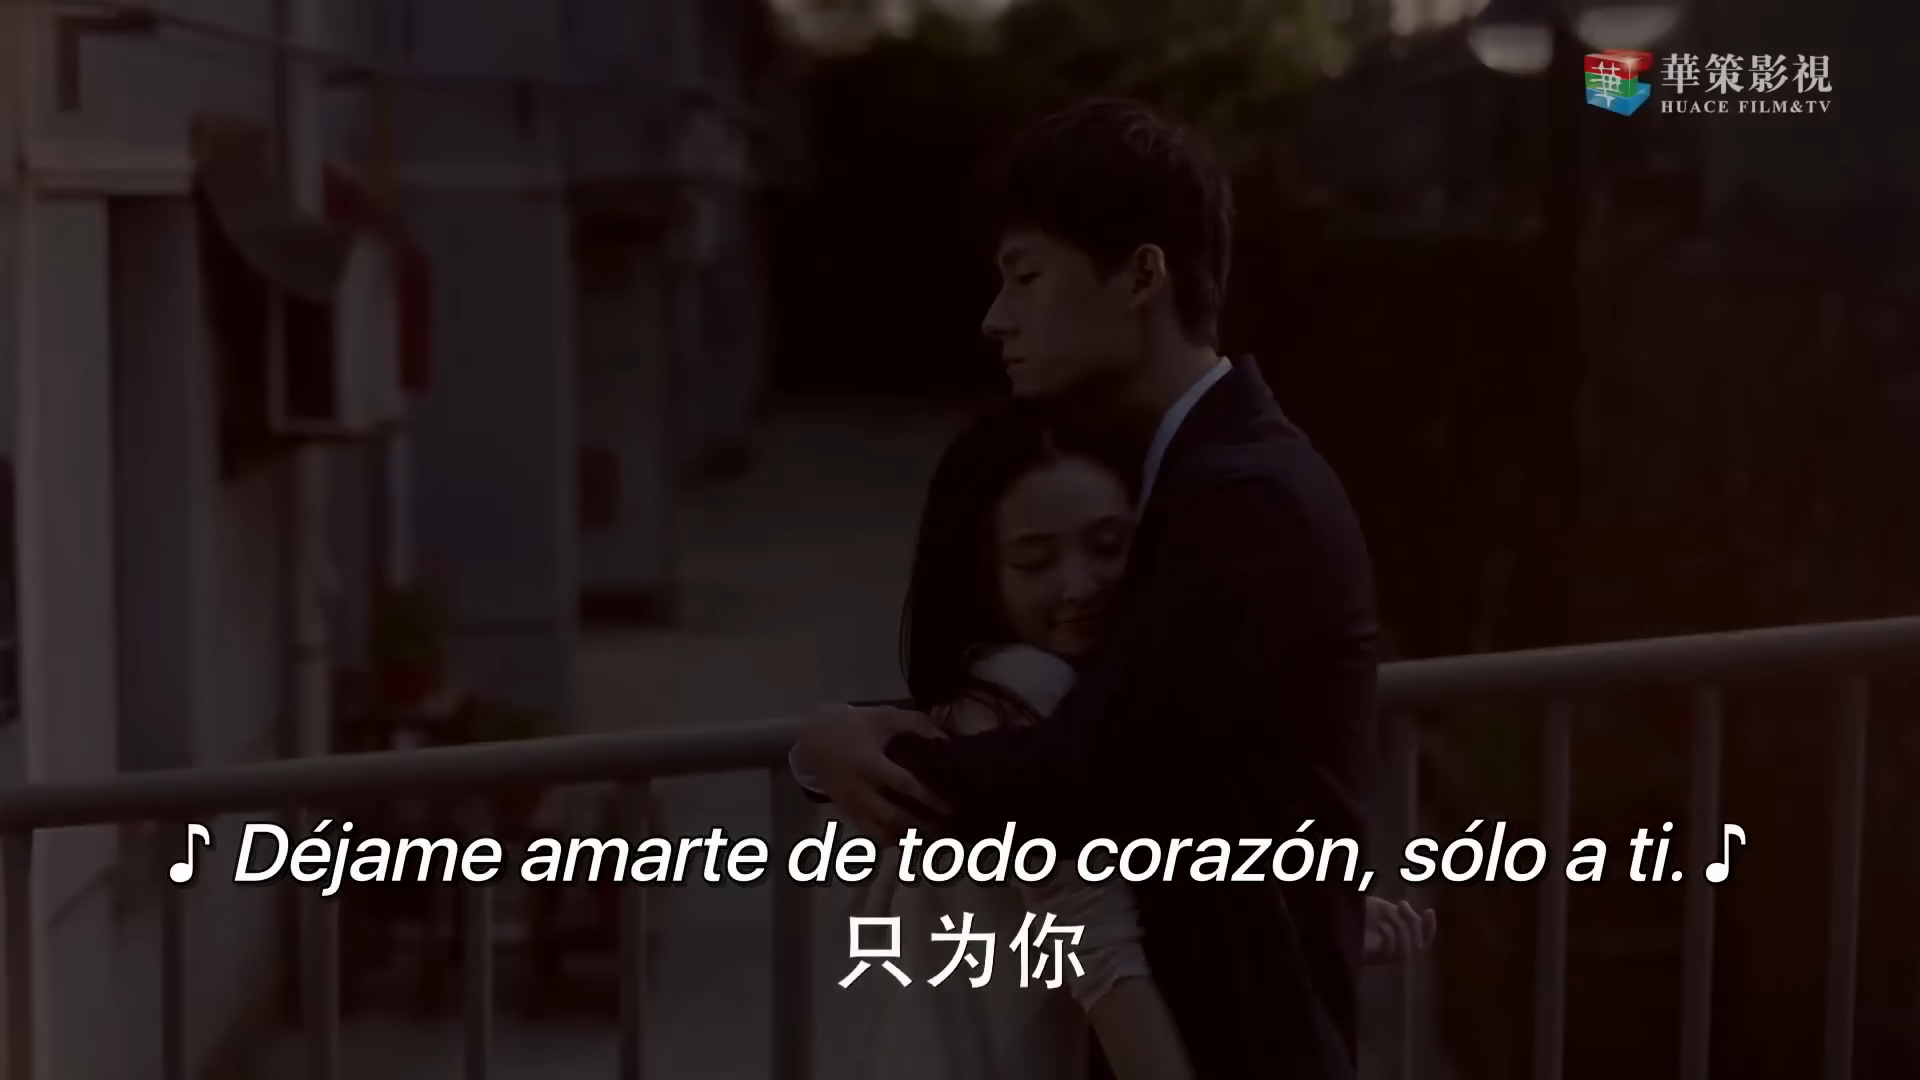 華策影視
HUACE FILM&TV
♪ Déjame amarte de todo corazón, sólo a ti. ♪
只为你